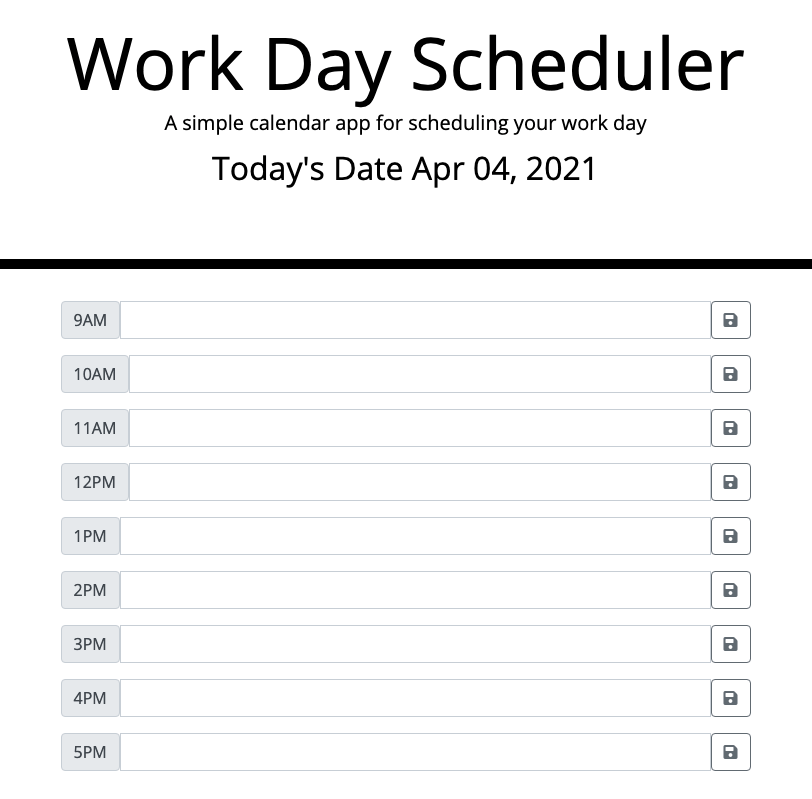 Work Day Scheduler
A simple calendar app for scheduling your work day
Today's Date Apr 04, 2021
9AM
10AM
11AM
12PM
1PM
2PM
3PM
4PM
5PM